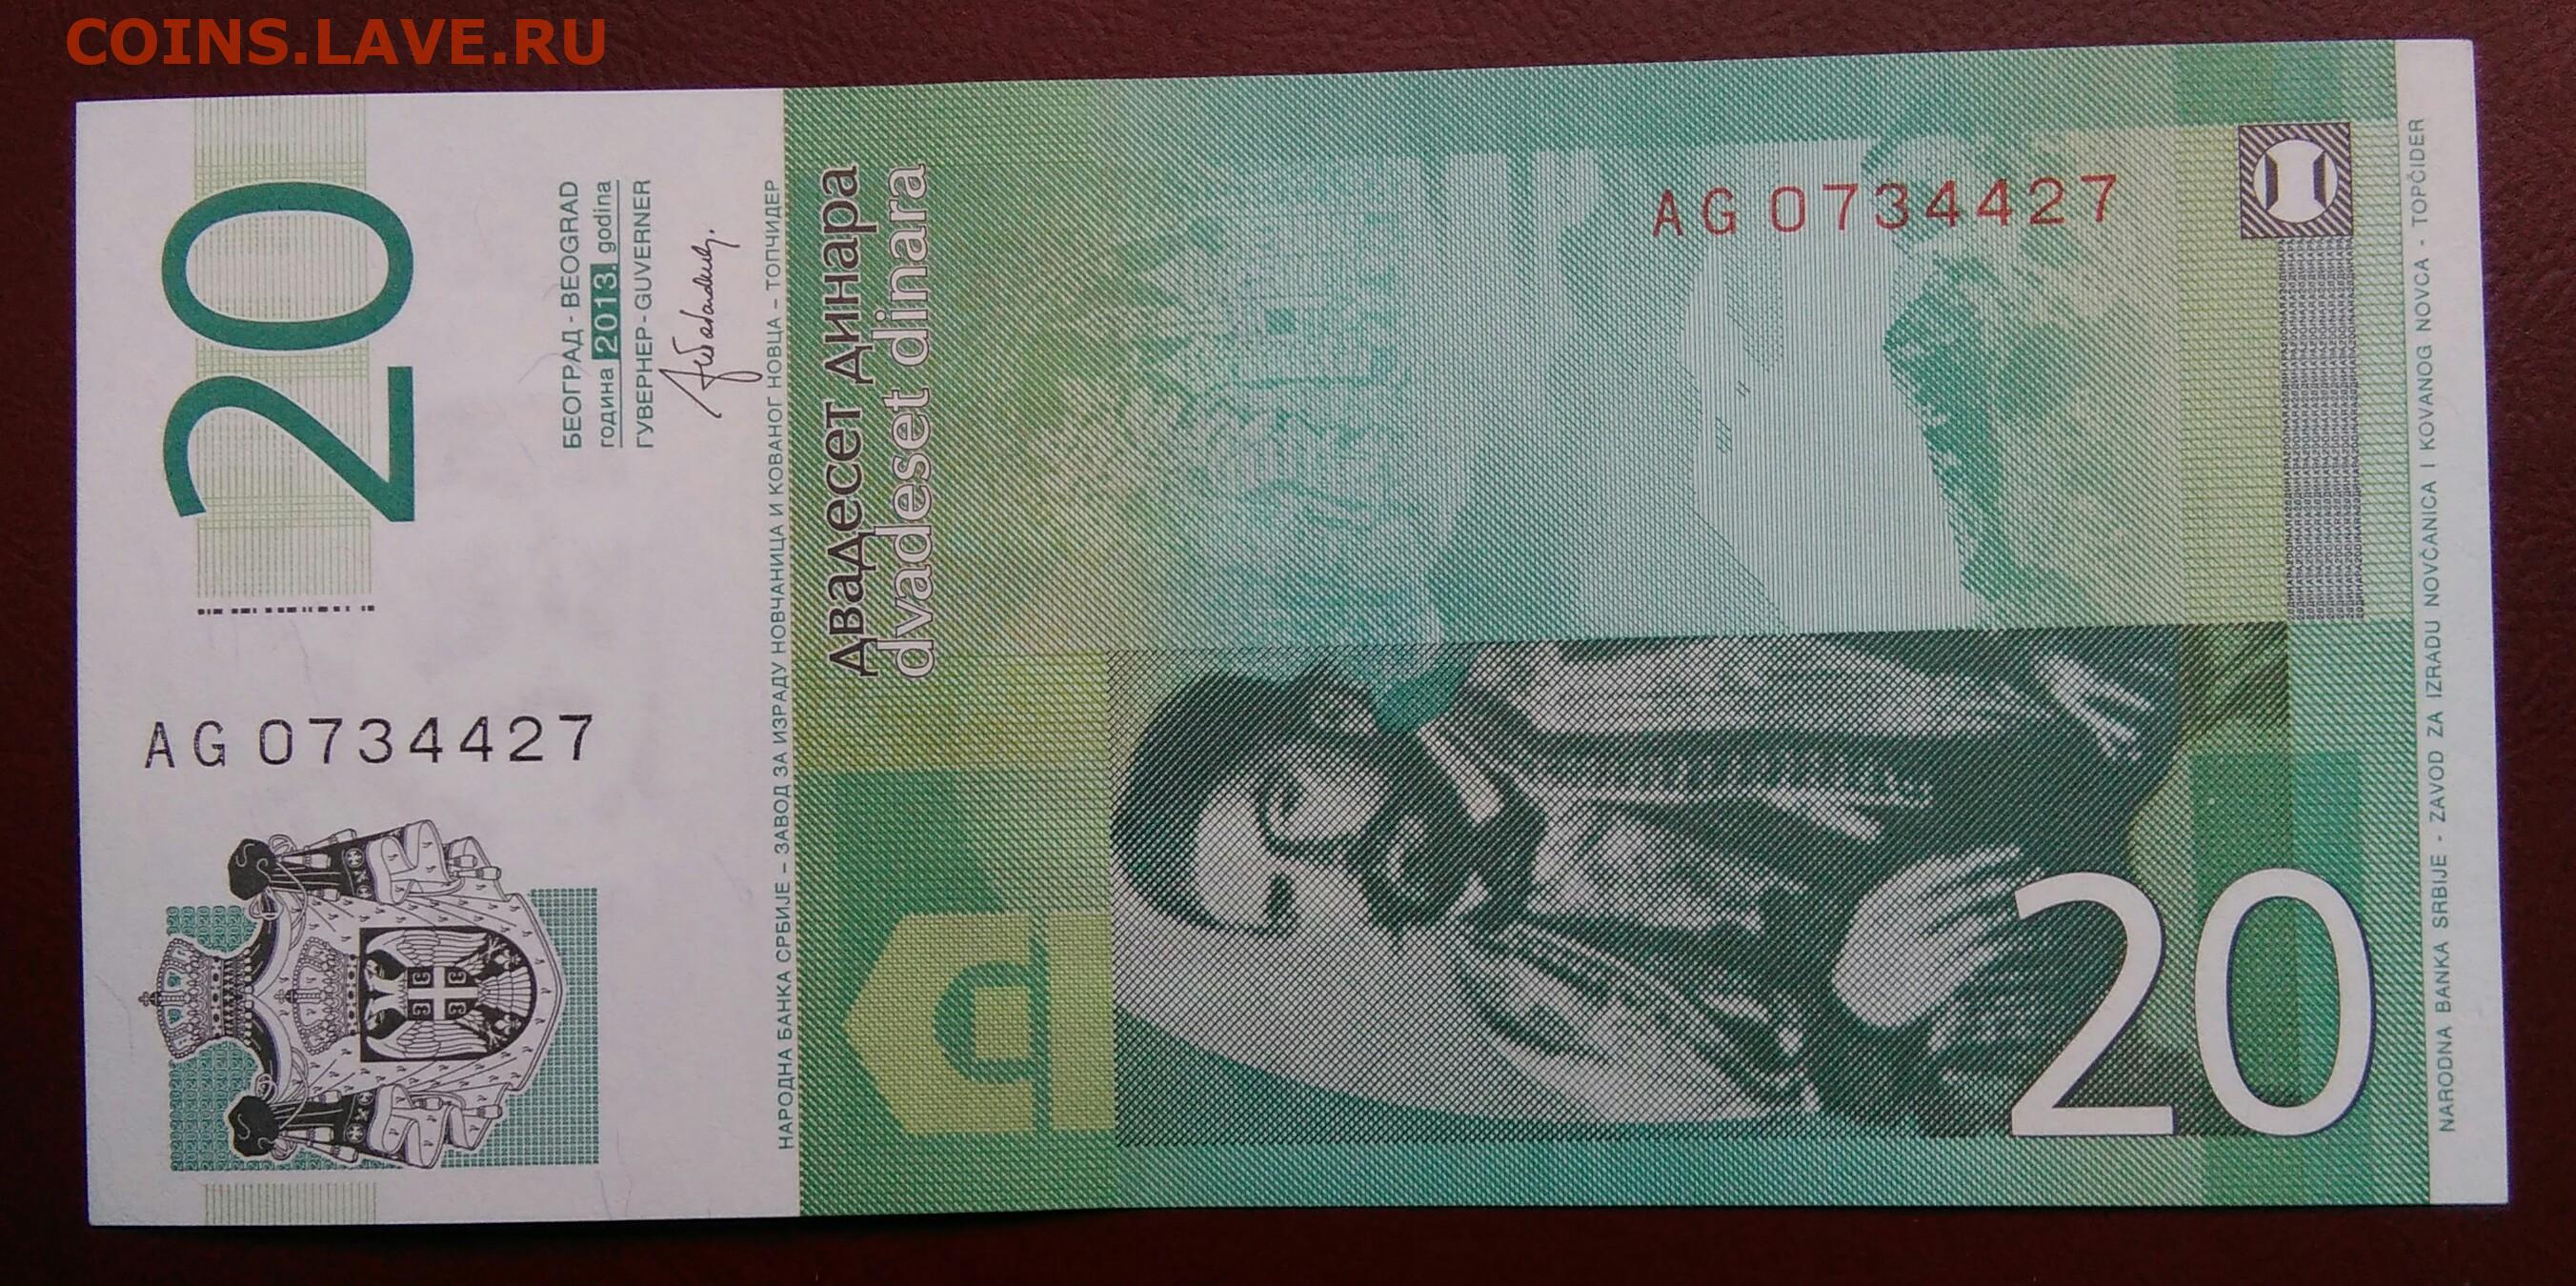 COINS.LAVE.RU
20
БЕОГРАД - BEOGRAD
година 2013. godina
ГУВЕРНЕР - GUVERNER
AG 0734427
НАРОДНА БАНКА СРБИЈЕ – ЗАВОД ЗА ИЗРАДУ НОВЧАНИЦА И КОВАНОГ НОВЦА – ТОПЧИДЕР
Двадесет динара
dvadeset dinara
AG 0734427
20
NARODNA BANKA SRBIJE - ZAVOD ZA IZRADU NOVČANICA I KOVANOG NOVCA - TOPČIDER